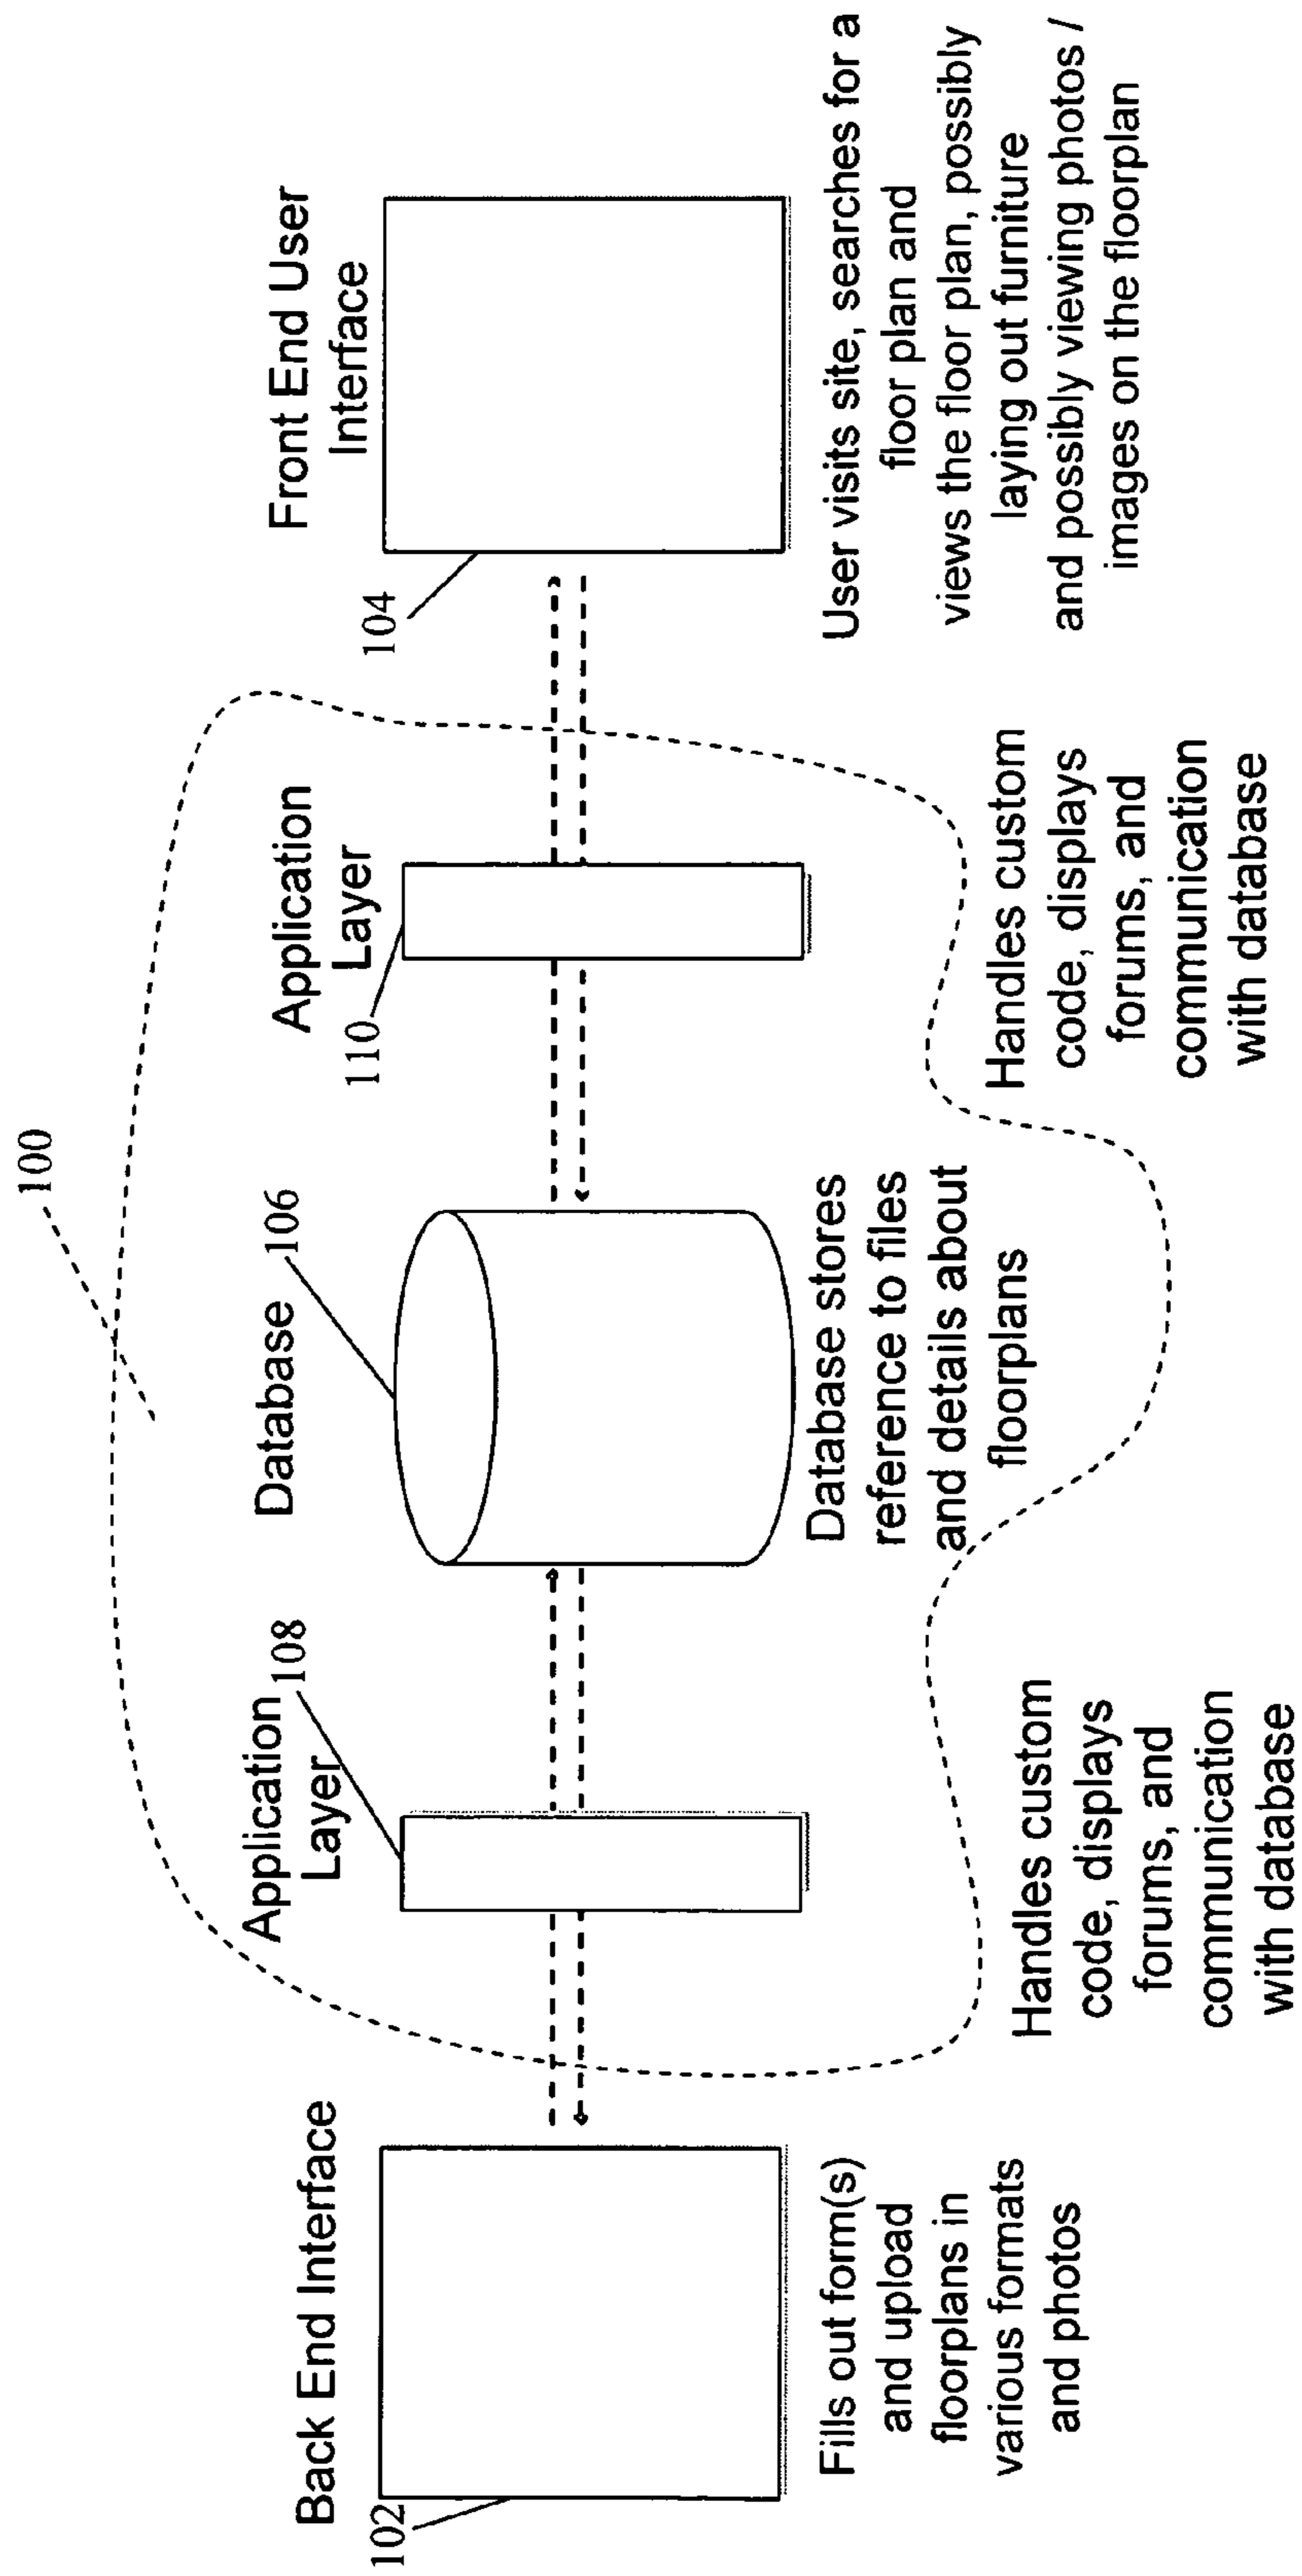 100
Back End Interface
102
Fills out form(s)
and upload
floorplans in
various formats
and photos
Application
Layer
108
Handles custom
code, displays
forums, and
communication
with database
Database
106
Database stores
reference to files
and details about
floorplans
Application
Layer
110
Handles custom
code, displays
forums, and
communication
with database
Front End User
Interface
104
User visits site, searches for a
floor plan and
views the floor plan, possibly
laying out furniture
and possibly viewing photos /
images on the floorplan